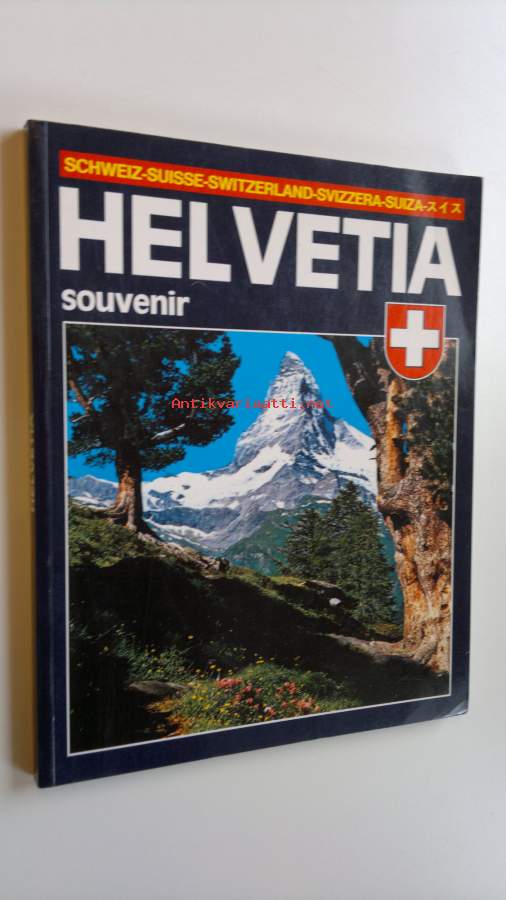 SCHWEIZ-SUISSE-SWITZERLAND-SVIZZERA-SUIZA-スイス
HELVETIA
souvenir
Antikvariaatti.net